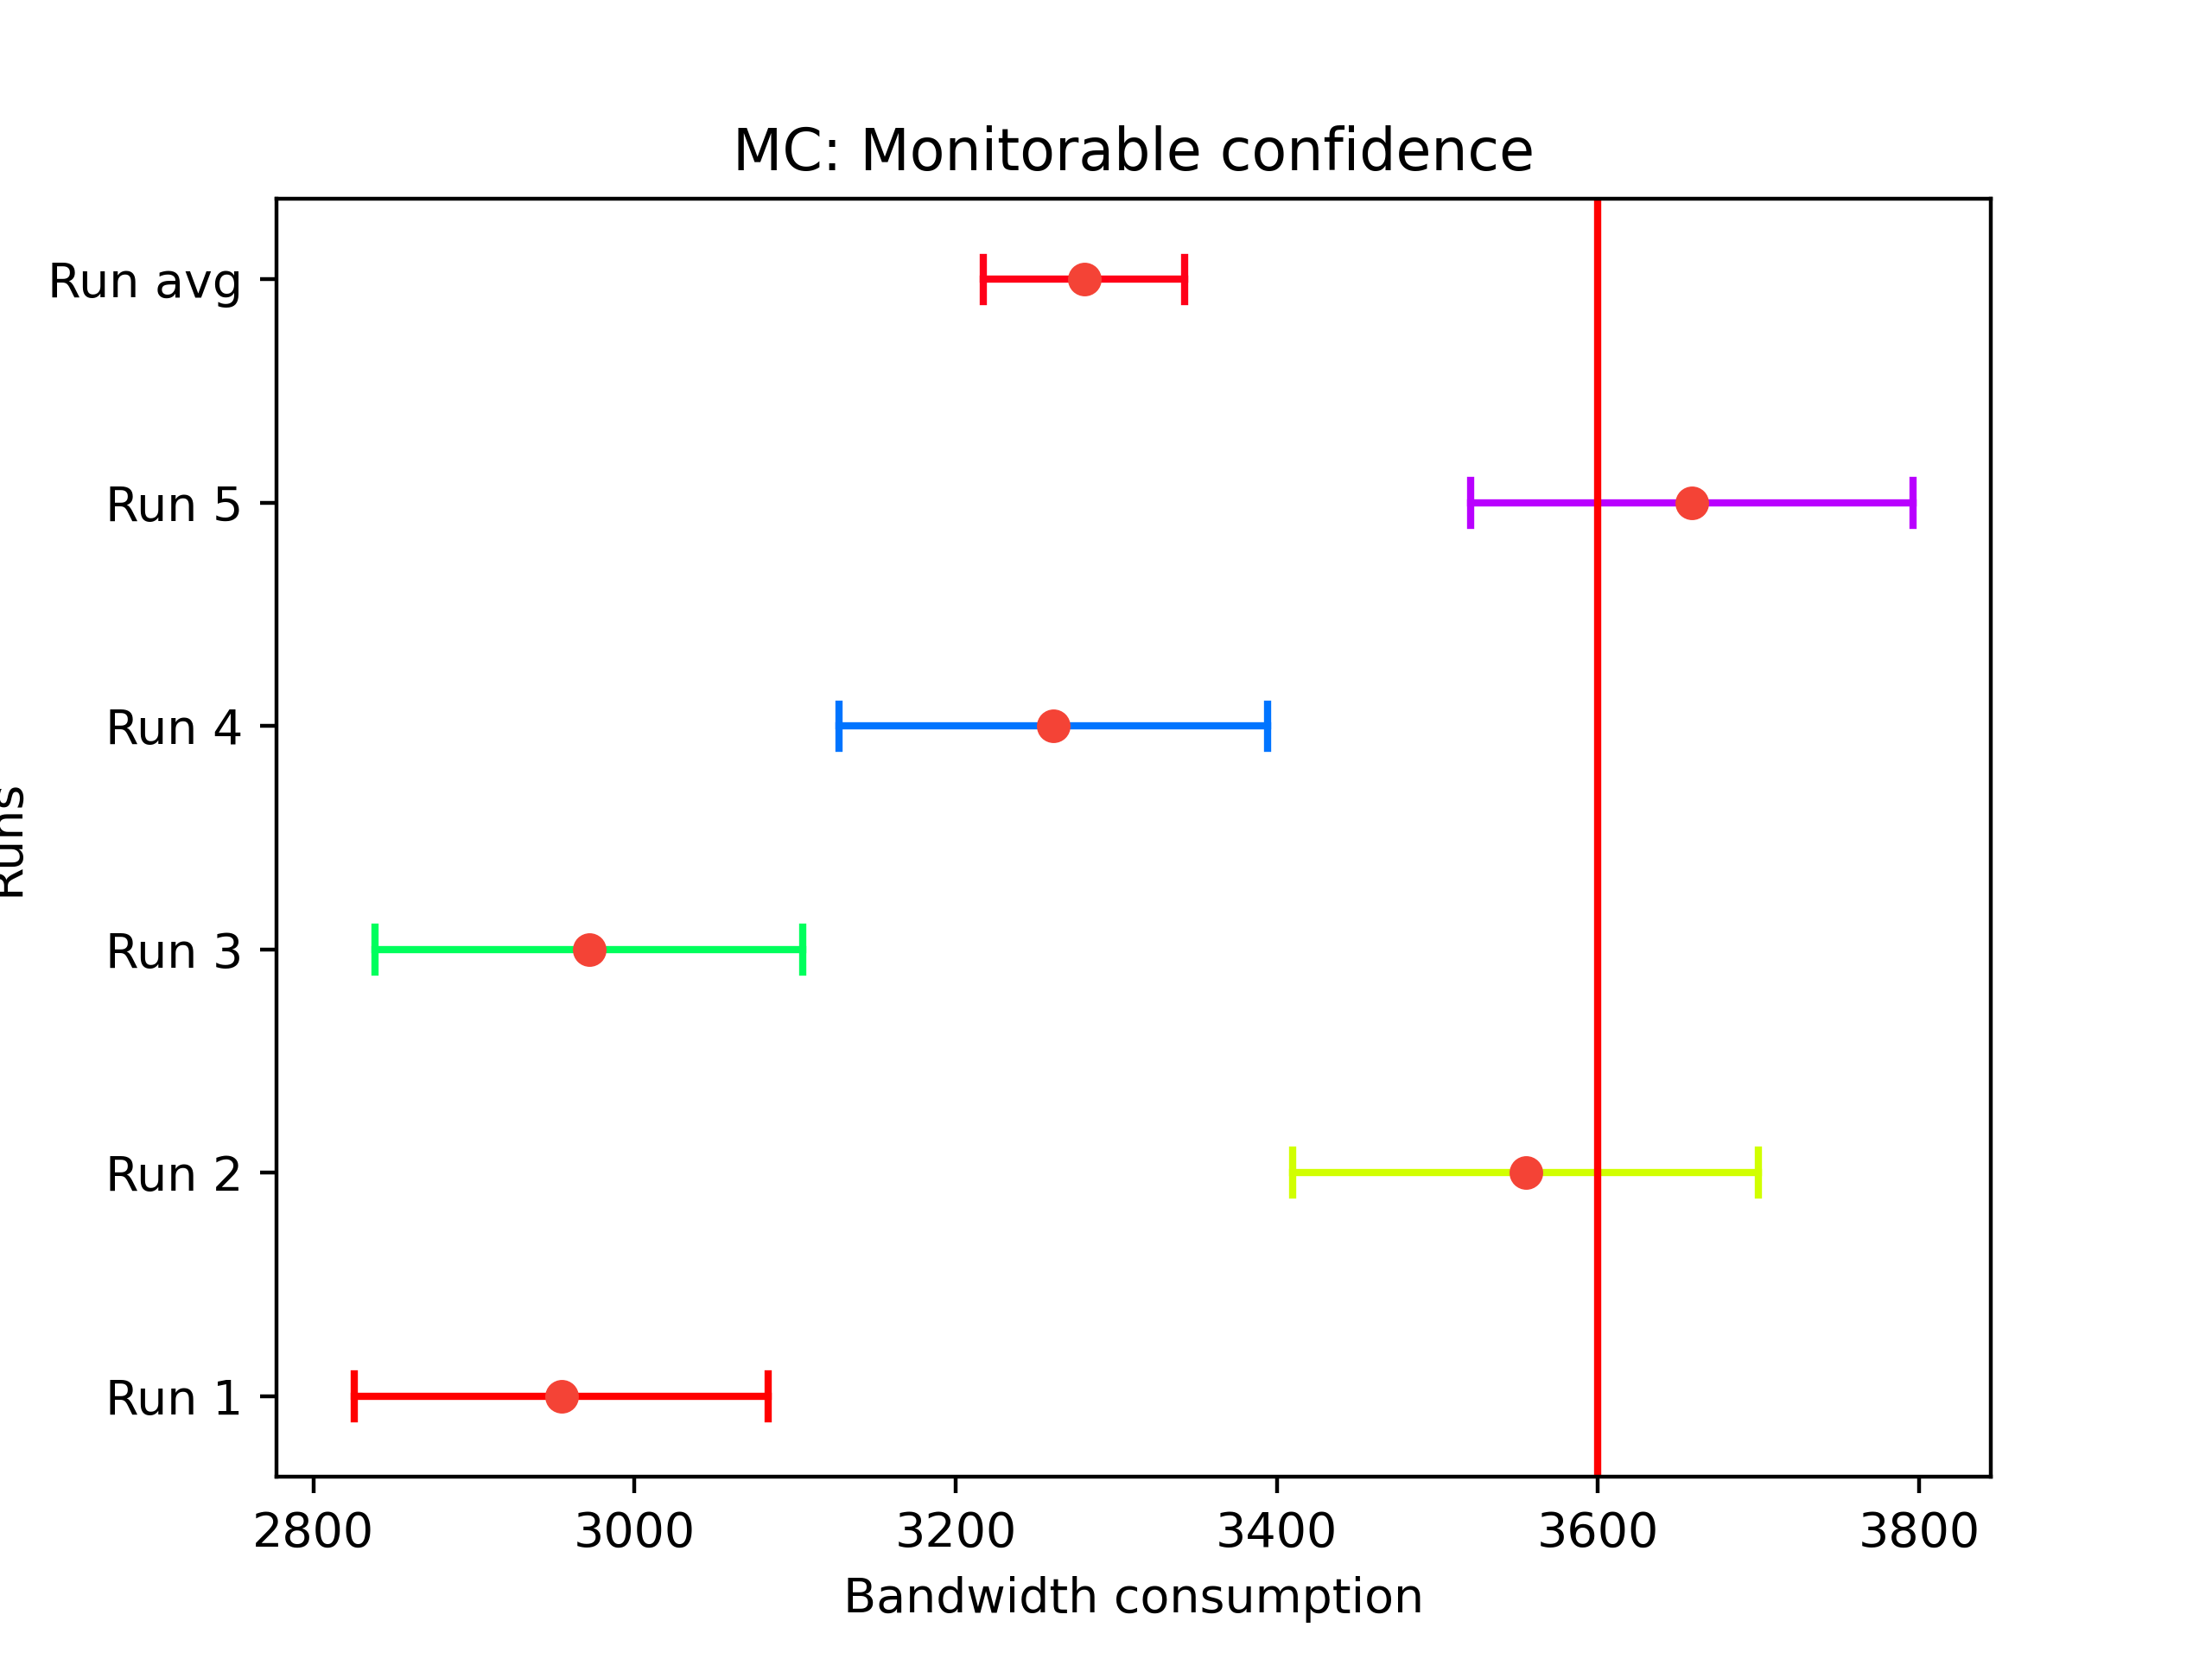 MC: Monitorable confidence
Run avg
Run 5
Run 4
Runs
Run 3
Run 2
Run 1
2800 3000 3200 3400 3600 3800
Bandwidth consumption